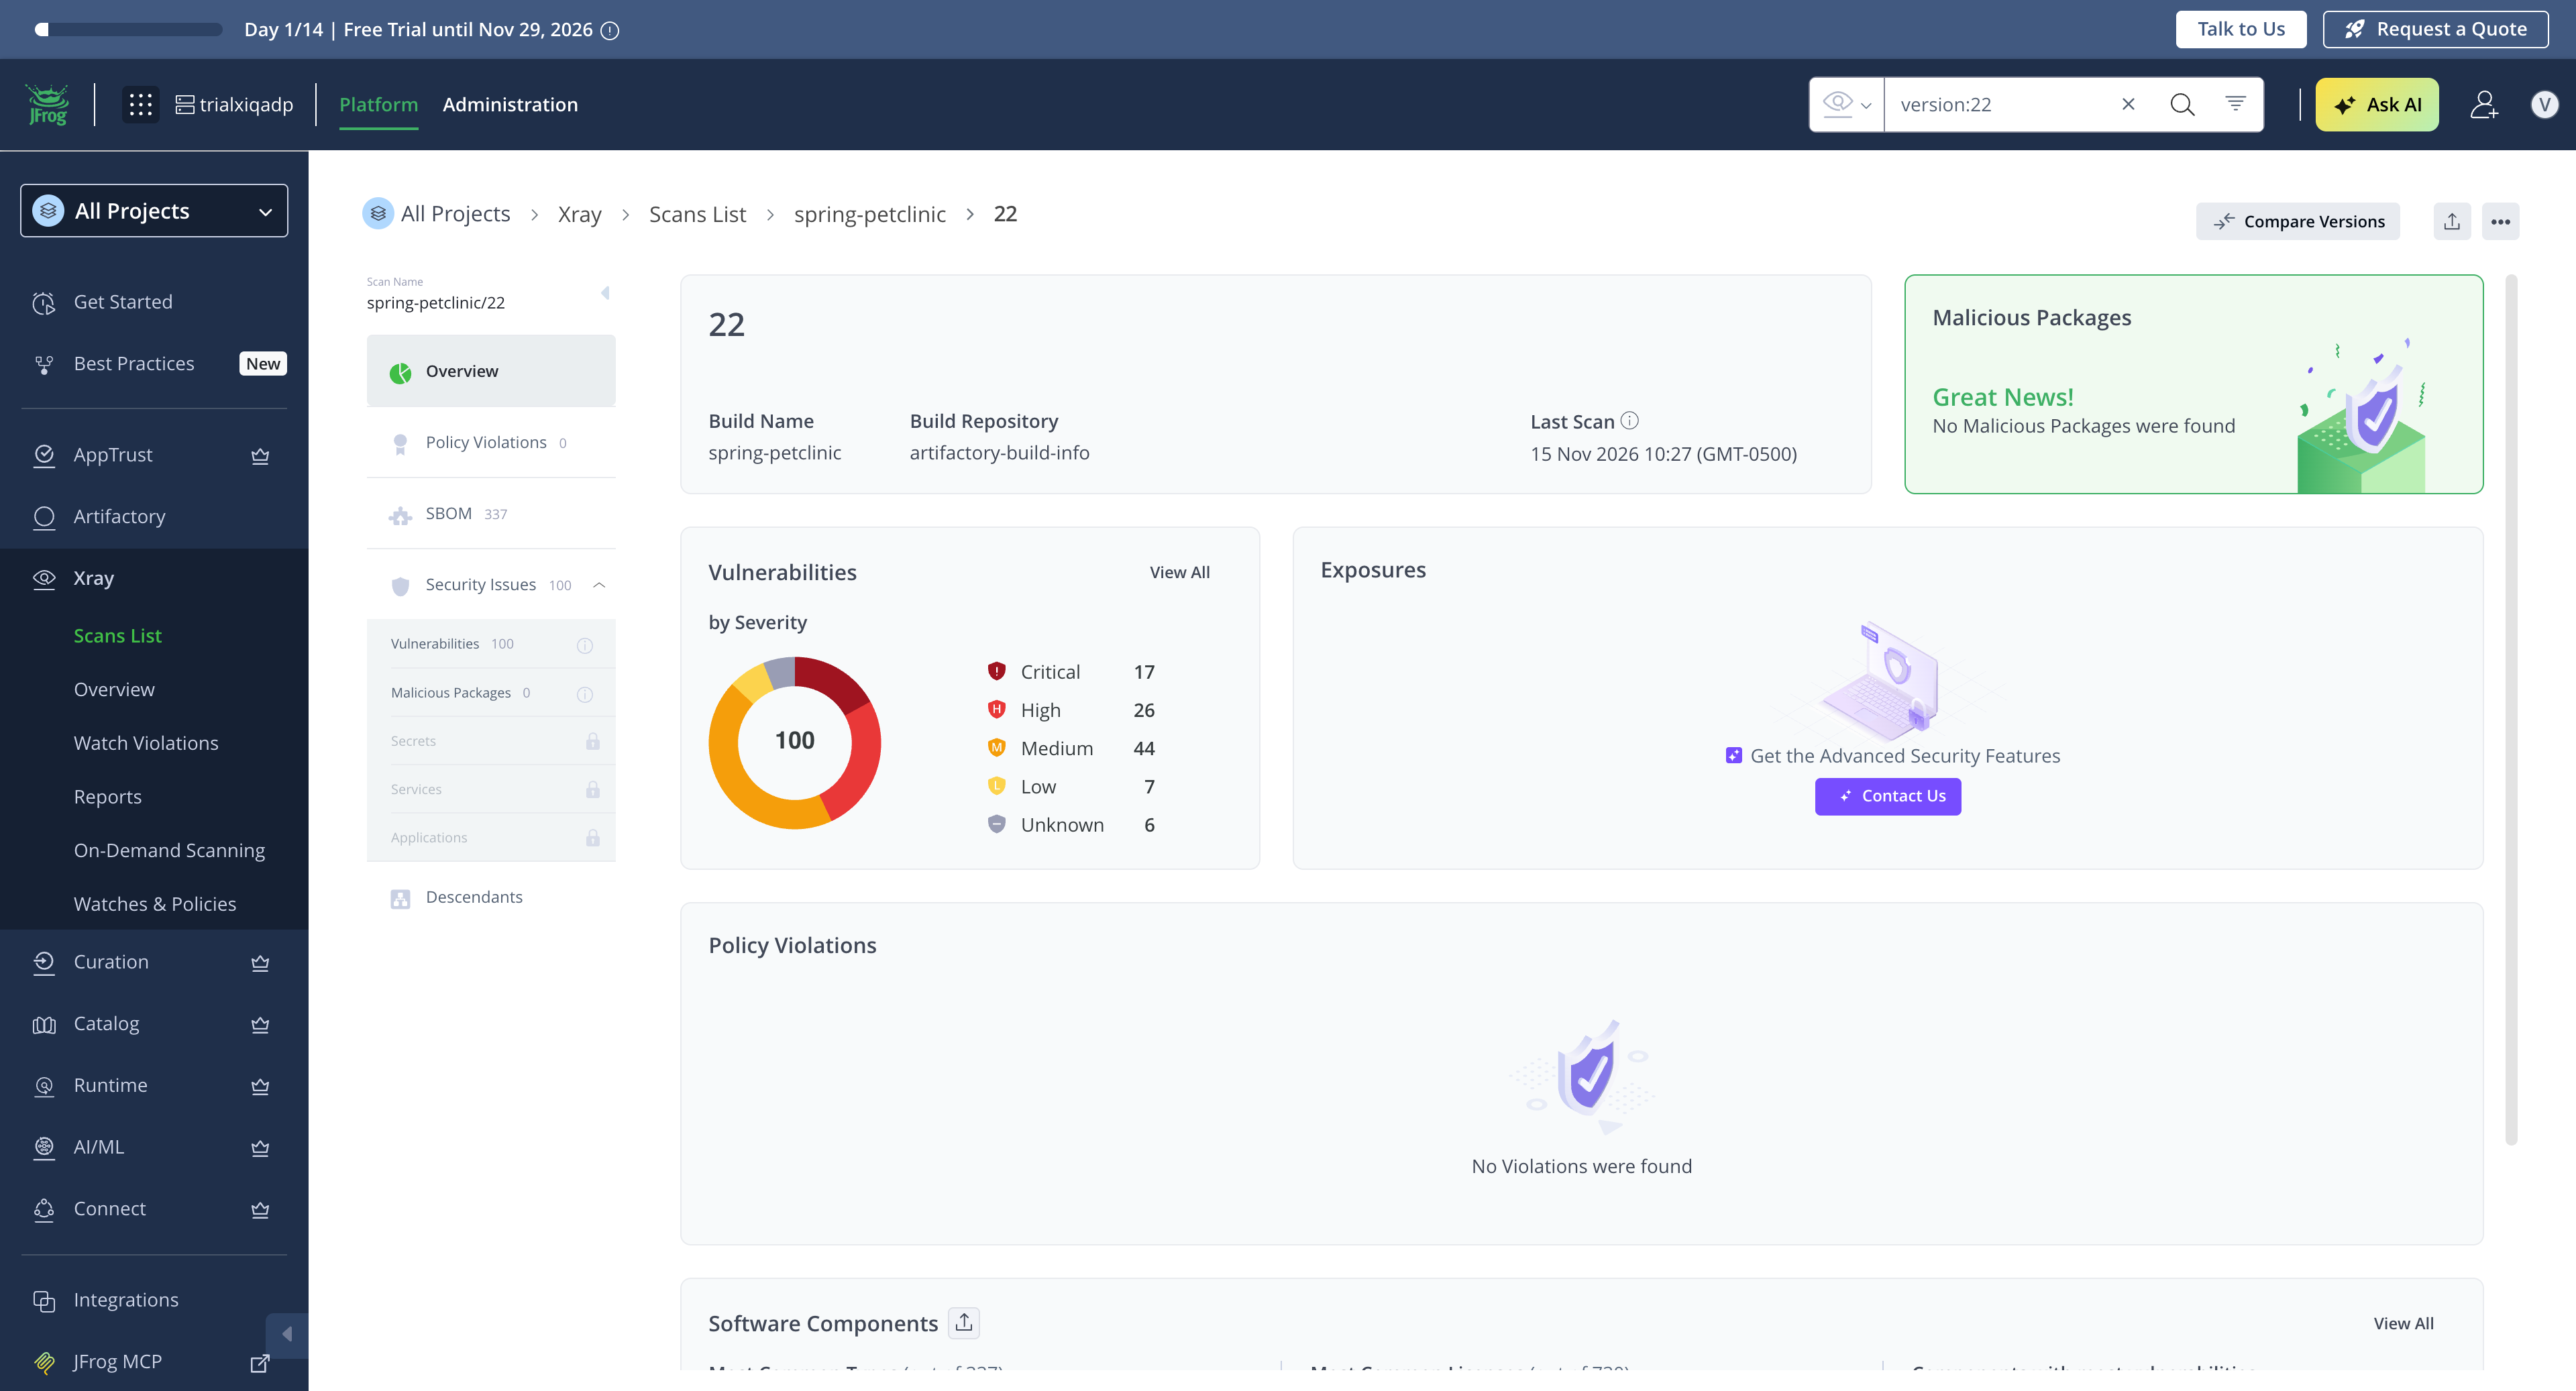 Day 1/14 | Free Trial until Nov 29, 2026
Talk to Us
Request a Quote
JFrog
trialxiqadp
Platform
Administration
version:22
Ask AI
V
All Projects
Get Started
Best Practices
New
AppTrust
Artifactory
Xray
Scans List
Overview
Watch Violations
Reports
On-Demand Scanning
Watches & Policies
Curation
Catalog
Runtime
AI/ML
Connect
Integrations
JFrog MCP
All Projects > Xray > Scans List > spring-petclinic > 22
Compare Versions
Scan Name
spring-petclinic/22
Overview
Policy Violations 0
SBOM 337
Security Issues 100
Vulnerabilities 100
Malicious Packages 0
Secrets
Services
Applications
Descendants
22
Build Name
spring-petclinic
Build Repository
artifactory-build-info
Last Scan
15 Nov 2026 10:27 (GMT-0500)
Malicious Packages
Great News!
No Malicious Packages were found
Vulnerabilities
View All
by Severity
100
Critical 17
H High 26
M Medium 44
L Low 7
Unknown 6
Exposures
Get the Advanced Security Features
Contact Us
Policy Violations
No Violations were found
Software Components
View All